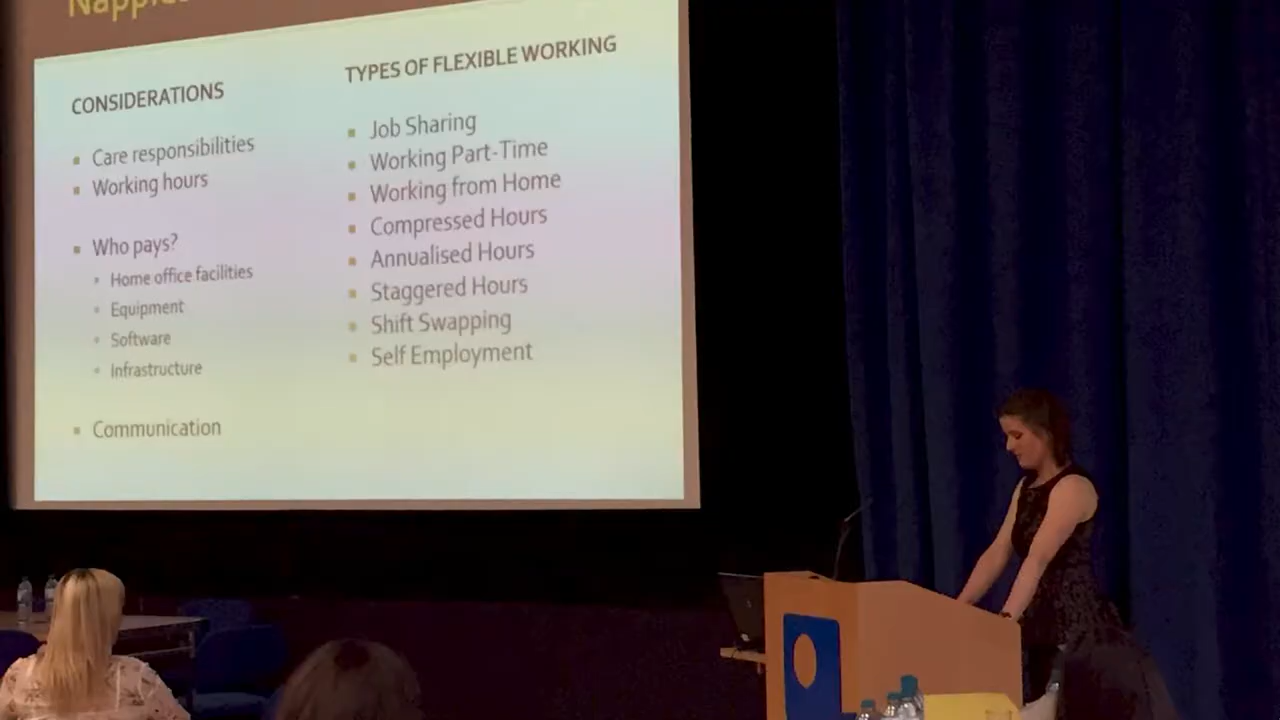 CONSIDERATIONS
Care responsibilities
Working hours
Who pays?
Home office facilities
Equipment
Software
Infrastructure
Communication
TYPES OF FLEXIBLE WORKING
Job Sharing
Working Part-Time
Working from Home
Compressed Hours
Annualised Hours
Staggered Hours
Shift Swapping
Self Employment